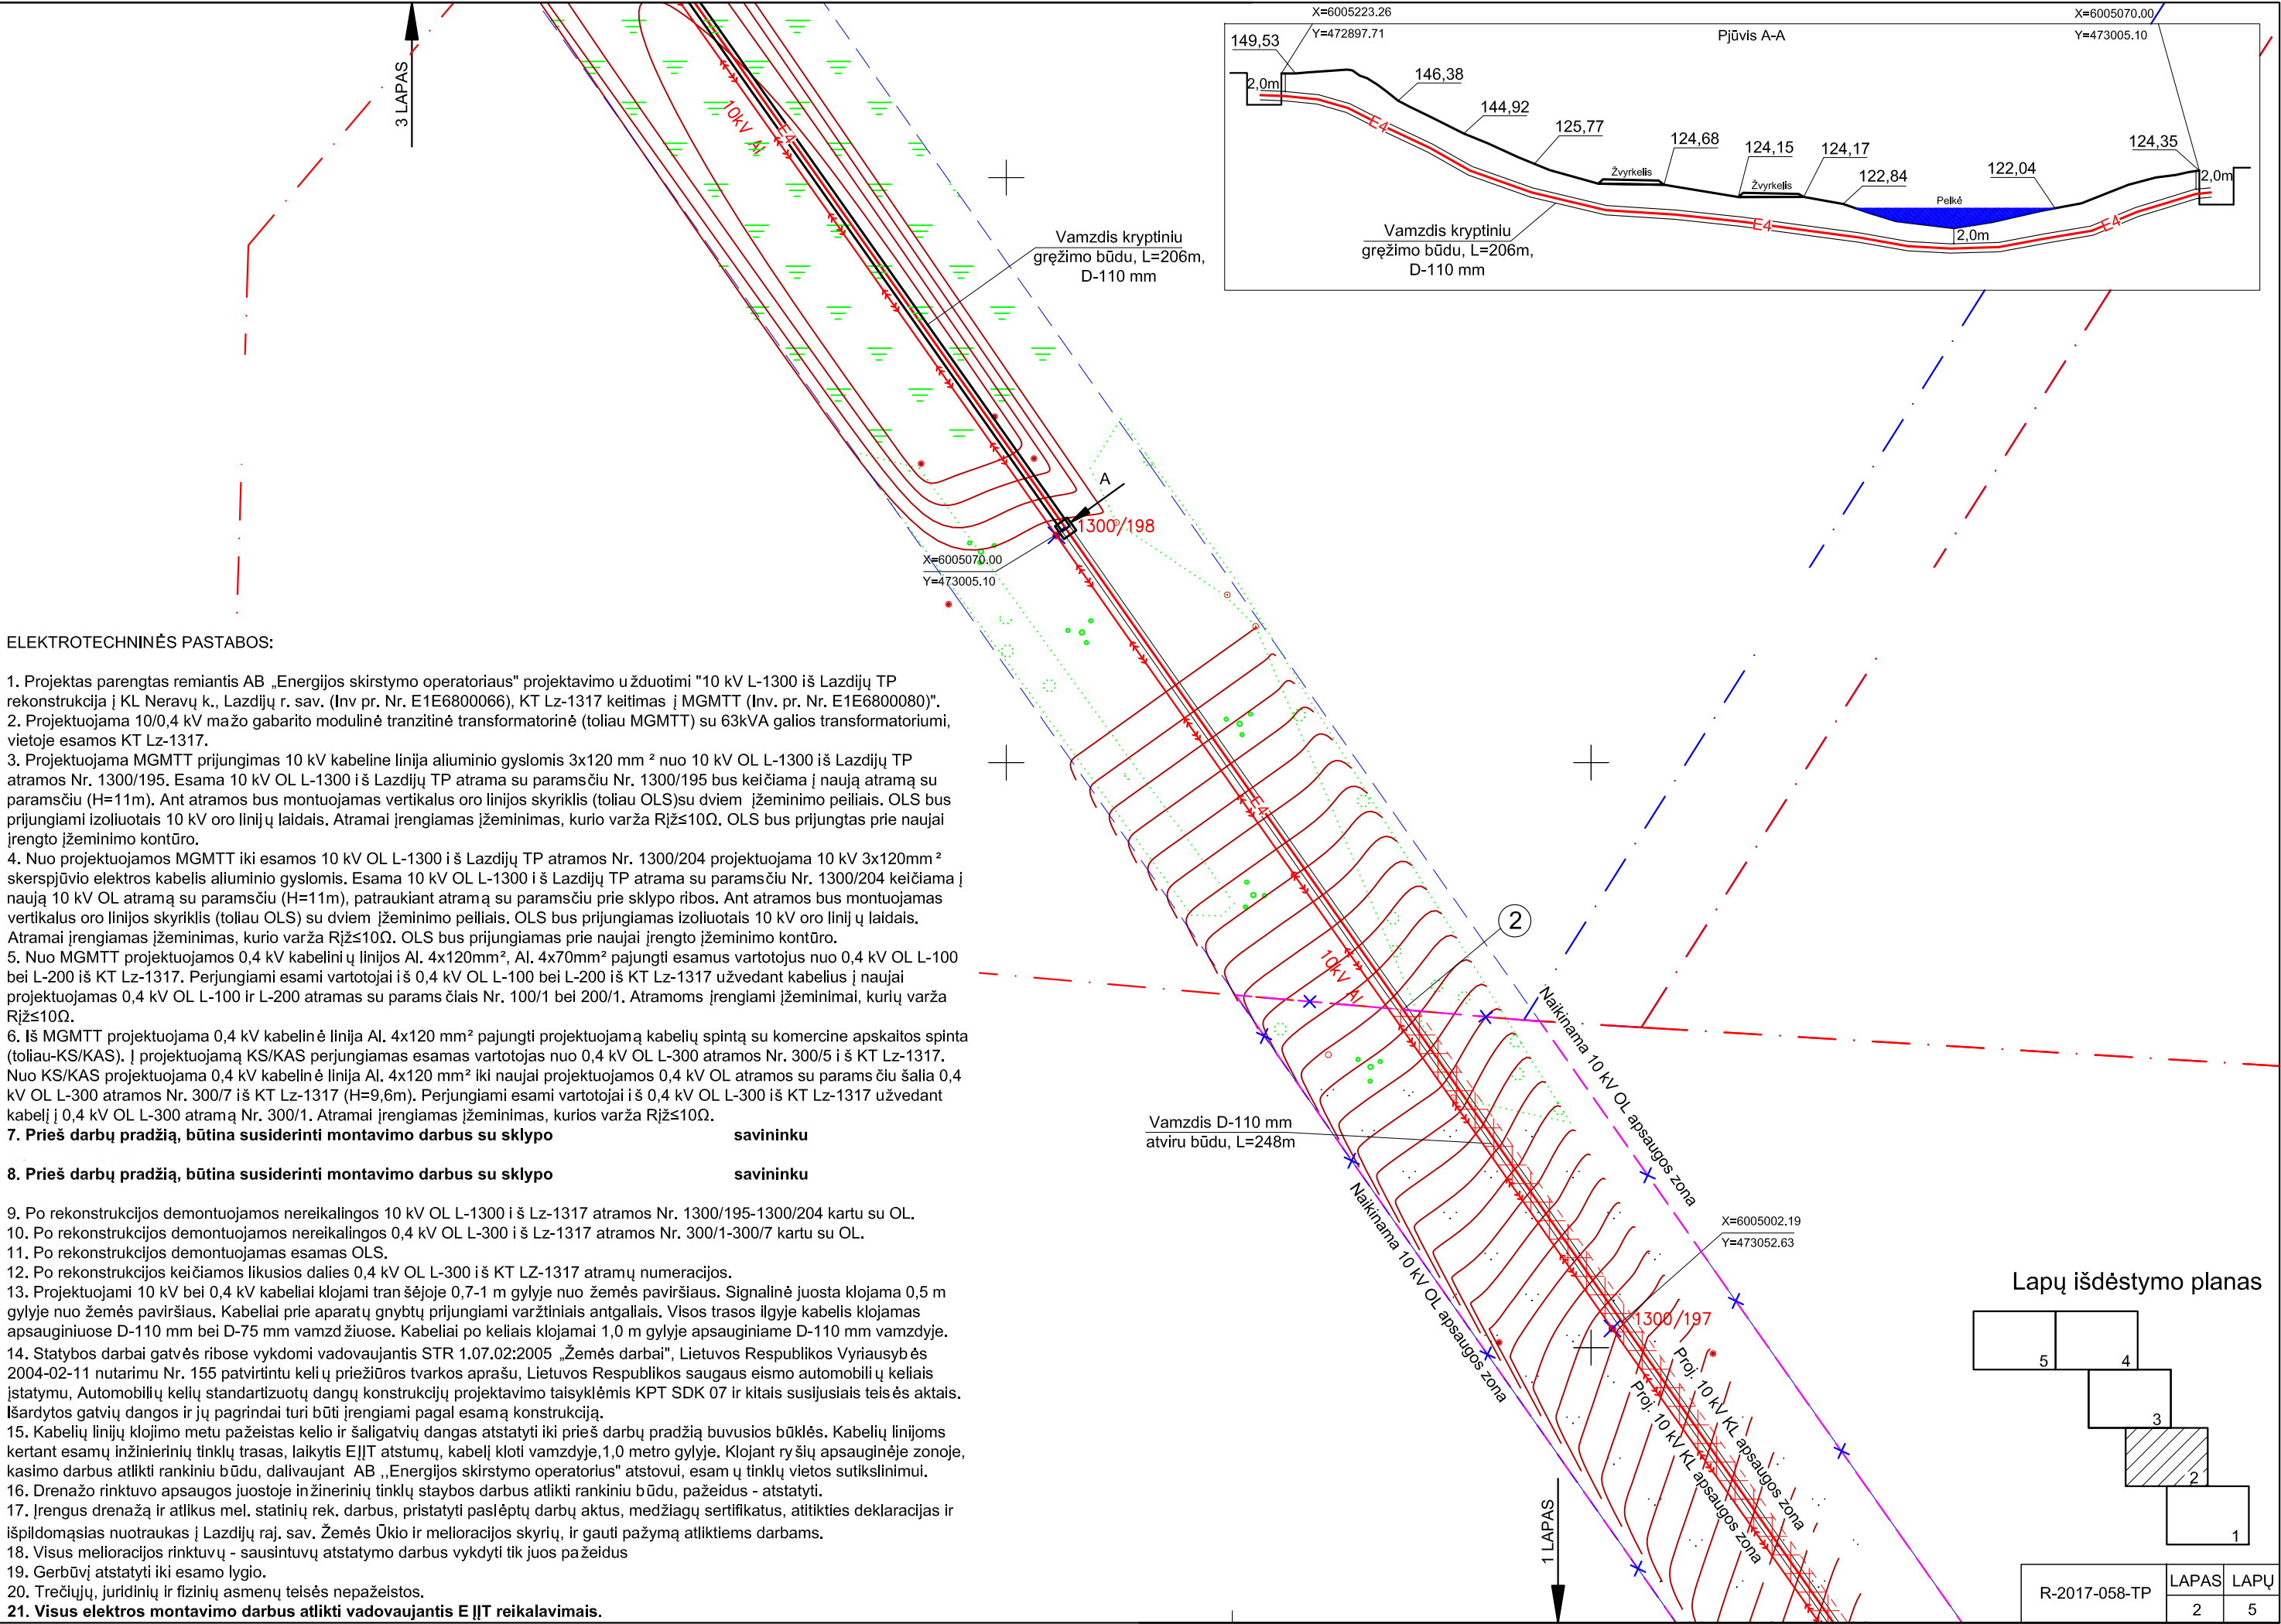 3 LAPAS
X=6005223.26
Y=472897.71
Pjūvis A-A
X=6005070.00
Y=473005.10
149,53
2,0m
146,38
144,92
125,77
124,68
124,15
124,17
122,84
122,04
124,35
2,0m
Žvyrkelis
Žvyrkelis
Pelkė
2,0m
E4
E4
E4
Vamzdis kryptiniu
gręžimo būdu, L=206m,
D-110 mm
10kV Al
E4
Vamzdis kryptiniu
gręžimo būdu, L=206m,
D-110 mm
A
1300/198
X=6005070.00
Y=473005.10
ELEKTROTECHNINĖS PASTABOS:
1. Projektas parengtas remiantis AB „Energijos skirstymo operatoriaus" projektavimo užduotimi "10 kV L-1300 iš Lazdijų TP
rekonstrukcija į KL Neravų k., Lazdijų r. sav. (Inv pr. Nr. E1E6800066), KT Lz-1317 keitimas į MGMTT (Inv. pr. Nr. E1E6800080)".
2. Projektuojama 10/0,4 kV mažo gabarito modulinė tranzitinė transformatorinė (toliau MGMTT) su 63kVA galios transformatoriumi,
vietoje esamos KT Lz-1317.
3. Projektuojama MGMTT prijungimas 10 kV kabeline linija aliuminio gyslomis 3x120 mm ² nuo 10 kV OL L-1300 iš Lazdijų TP
atramos Nr. 1300/195. Esama 10 kV OL L-1300 iš Lazdijų TP atrama su paramsčiu Nr. 1300/195 bus keičiama į naują atramą su
paramsčiu (H=11m). Ant atramos bus montuojamas vertikalus oro linijos skyriklis (toliau OLS)su dviem įžeminimo peiliais. OLS bus
prijungiami izoliuotais 10 kV oro linijų laidais. Atramai įrengiamas įžeminimas, kurio varža Rįž≤10Ω. OLS bus prijungtas prie naujai
įrengto įžeminimo kontūro.
4. Nuo projektuojamos MGMTT iki esamos 10 kV OL L-1300 iš Lazdijų TP atramos Nr. 1300/204 projektuojama 10 kV 3x120mm ²
skerspjūvio elektros kabelis aliuminio gyslomis. Esama 10 kV OL L-1300 iš Lazdijų TP atrama su paramsčiu Nr. 1300/204 keičiama į
naują 10 kV OL atramą su paramsčiu (H=11m), patraukiant atramą su paramsčiu prie sklypo ribos. Ant atramos bus montuojamas
vertikalus oro linijos skyriklis (toliau OLS) su dviem įžeminimo peiliais. OLS bus prijungiamas izoliuotais 10 kV oro linijų laidais.
Atramai įrengiamas įžeminimas, kurio varža Rįž≤10Ω. OLS bus prijungiamas prie naujai įrengto įžeminimo kontūro.
5. Nuo MGMTT projektuojamos 0,4 kV kabelinių linijos Al. 4x120mm², Al. 4x70mm² pajungti esamus vartotojus nuo 0,4 kV OL L-100
bei L-200 iš KT Lz-1317. Perjungiami esami vartotojai iš 0,4 kV OL L-100 bei L-200 iš KT Lz-1317 užvedant kabelius į naujai
projektuojamas 0,4 kV OL L-100 ir L-200 atramas su paramsčiais Nr. 100/1 bei 200/1. Atramoms įrengiami įžeminimai, kurių varža
Rįž≤10Ω.
6. Iš MGMTT projektuojama 0,4 kV kabelinė linija Al. 4x120 mm² pajungti projektuojamą kabelių spintą su komercine apskaitos spinta
(toliau-KS/KAS). Į projektuojamą KS/KAS perjungiamas esamas vartotojas nuo 0,4 kV OL L-300 atramos Nr. 300/5 iš KT Lz-1317.
Nuo KS/KAS projektuojama 0,4 kV kabelinė linija Al. 4x120 mm² iki naujai projektuojamos 0,4 kV OL atramos su paramsčiu šalia 0,4
kV OL L-300 atramos Nr. 300/7 iš KT Lz-1317 (H=9,6m). Perjungiami esami vartotojai iš 0,4 kV OL L-300 iš KT Lz-1317 užvedant
kabelį į 0,4 kV OL L-300 atramą Nr. 300/1. Atramai įrengiamas įžeminimas, kurios varža Rįž≤10Ω.
7. Prieš darbų pradžią, būtina susiderinti montavimo darbus su sklypo savininku
8. Prieš darbų pradžią, būtina susiderinti montavimo darbus su sklypo savininku
9. Po rekonstrukcijos demontuojamos nereikalingos 10 kV OL L-1300 iš Lz-1317 atramos Nr. 1300/195-1300/204 kartu su OL.
10. Po rekonstrukcijos demontuojamos nereikalingos 0,4 kV OL L-300 iš Lz-1317 atramos Nr. 300/1-300/7 kartu su OL.
11. Po rekonstrukcijos demontuojamas esamas OLS.
12. Po rekonstrukcijos keičiamos likusios dalies 0,4 kV OL L-300 iš KT LZ-1317 atramų numeracijos.
13. Projektuojami 10 kV bei 0,4 kV kabeliai klojami tranšėjoje 0,7-1 m gylyje nuo žemės paviršiaus. Signalinė juosta klojama 0,5 m
gylyje nuo žemės paviršiaus. Kabeliai prie aparatų gnybtų prijungiami varžtiniais antgaliais. Visos trasos ilgyje kabelis klojamas
apsauginiuose D-110 mm bei D-75 mm vamzdžiuose. Kabeliai po keliais klojamai 1,0 m gylyje apsauginiame D-110 mm vamzdyje.
14. Statybos darbai gatvės ribose vykdomi vadovaujantis STR 1.07.02:2005 „Žemės darbai", Lietuvos Respublikos Vyriausybės
2004-02-11 nutarimu Nr. 155 patvirtintu kelių priežiūros tvarkos aprašu, Lietuvos Respublikos saugaus eismo automobilių keliais
įstatymu, Automobilių kelių standartizuotų dangų konstrukcijų projektavimo taisyklėmis KPT SDK 07 ir kitais susijusiais teisės aktais.
Išardytos gatvių dangos ir jų pagrindai turi būti įrengiami pagal esamą konstrukciją.
15. Kabelių linijų klojimo metu pažeistas kelio ir šaligatvių dangas atstatyti iki prieš darbų pradžią buvusios būklės. Kabelių linijoms
kertant esamų inžinierinių tinklų trasas, laikytis EĮĮT atstumų, kabelį kloti vamzdyje,1,0 metro gylyje. Klojant ryšių apsauginėje zonoje,
kasimo darbus atlikti rankiniu būdu, dalivaujant AB ,,Energijos skirstymo operatorius" atstovui, esamų tinklų vietos sutikslinimui.
16. Drenažo rinktuvo apsaugos juostoje inžinerinių tinklų staybos darbus atlikti rankiniu būdu, pažeidus - atstatyti.
17. Įrengus drenažą ir atlikus mel. statinių rek. darbus, pristatyti paslėptų darbų aktus, medžiagų sertifikatus, atitikties deklaracijas ir
išpildomąsias nuotraukas į Lazdijų raj. sav. Žemės Ūkio ir melioracijos skyrių, ir gauti pažymą atliktiems darbams.
18. Visus melioracijos rinktuvų - sausintuvų atstatymo darbus vykdyti tik juos pažeidus
19. Gerbūvį atstatyti iki esamo lygio.
20. Trečiųjų, juridinių ir fizinių asmenų teisės nepažeistos.
21. Visus elektros montavimo darbus atlikti vadovaujantis EĮĮT reikalavimais.
E4
10kV Al
2
Naikinama 10 kV OL apsaugos zona
Vamzdis D-110 mm
atviru būdu, L=248m
Naikinama 10 kV OL apsaugos zona
X=6005002.19
Y=473052.63
1300/197
Proj. 10 kV KL apsaugos zona
Proj. 10 kV KL apsaugos zona
1 LAPAS
Lapų išdėstymo planas
5
4
3
2
1
R-2017-058-TP
LAPAS
LAPŲ
2
5